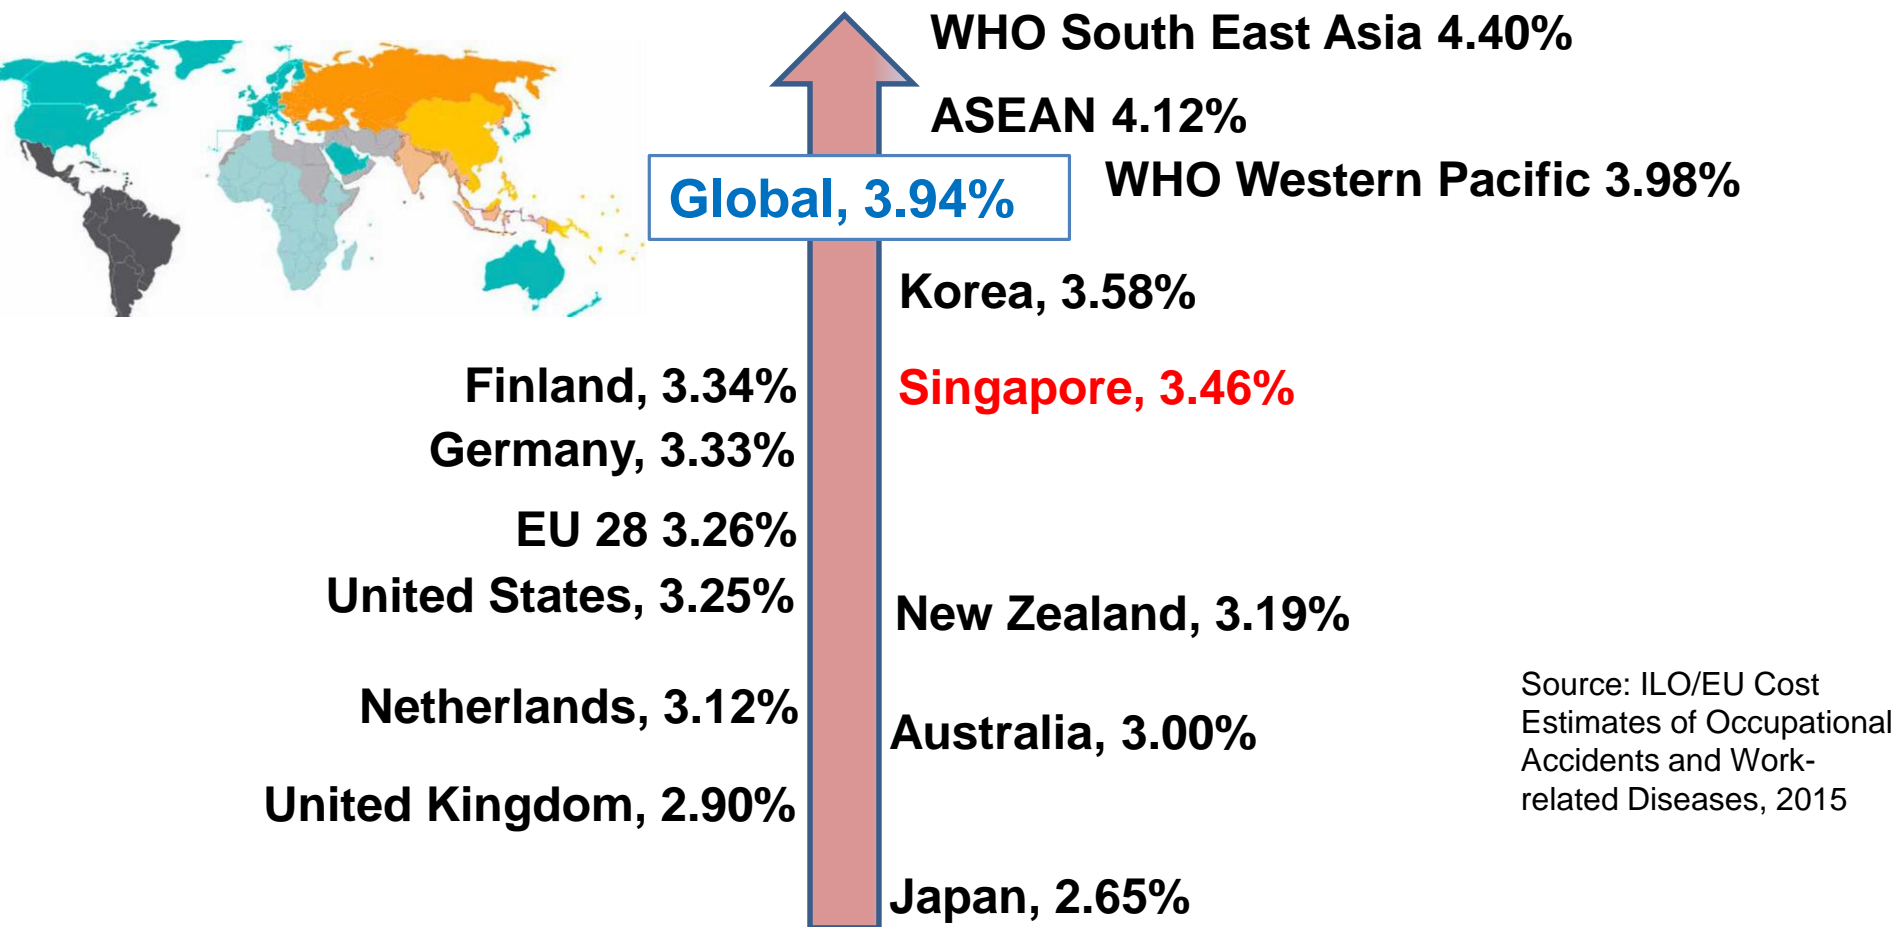 WHO South East Asia 4.40%
ASEAN 4.12%
WHO Western Pacific 3.98%
Global, 3.94%
Korea, 3.58%
Finland, 3.34%
Singapore, 3.46%
Germany, 3.33%
EU 28 3.26%
United States, 3.25%
New Zealand, 3.19%
Netherlands, 3.12%
Australia, 3.00%
United Kingdom, 2.90%
Japan, 2.65%
Source: ILO/EU Cost
Estimates of Occupational
Accidents and Work-
related Diseases, 2015